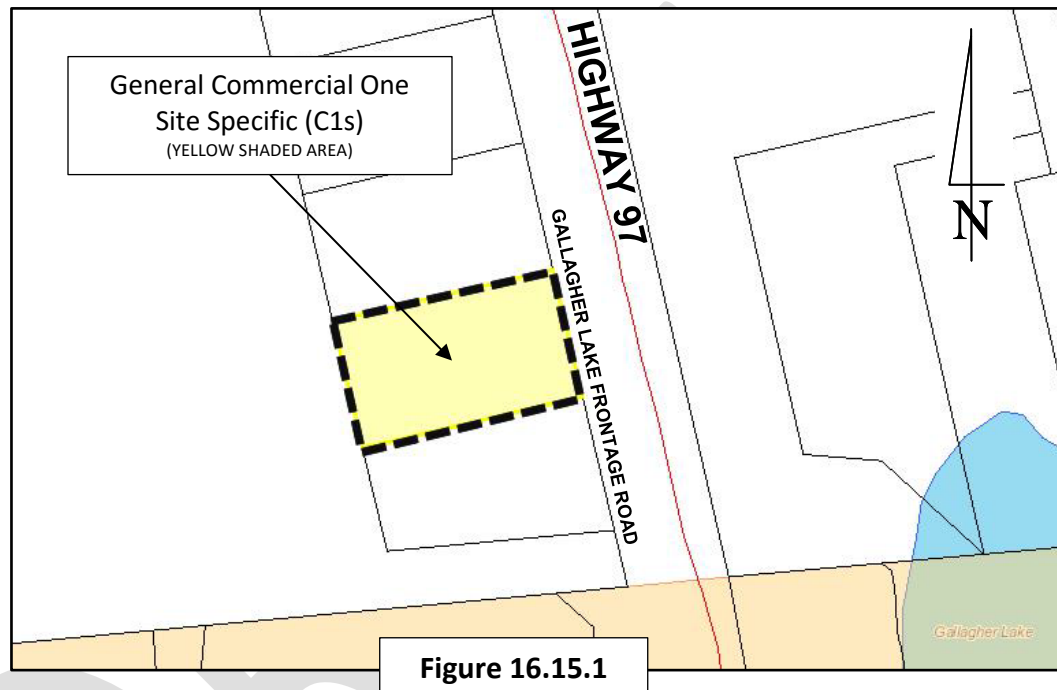 General Commercial One
Site Specific (C1s)
(YELLOW SHADED AREA)
HIGHWAY 97
GALLAGHER LAKE FRONTAGE ROAD
N
Gallagher Lake
Figure 16.15.1